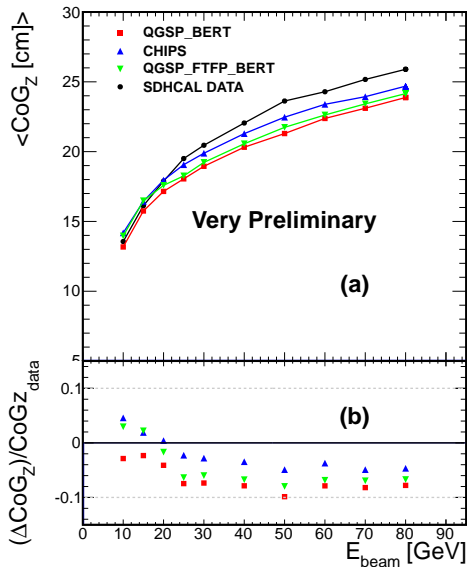 <CoG_Z [cm]>
30
25
20
15
10
5
QGSP_BERT
CHIPS
QGSP_FTFP_BERT
SDHCAL DATA
Very Preliminary
(a)
(ΔCoG_Z)/CoGz_data
0.1
0
-0.1
(b)
0 10 20 30 40 50 60 70 80 90
E_beam [GeV]